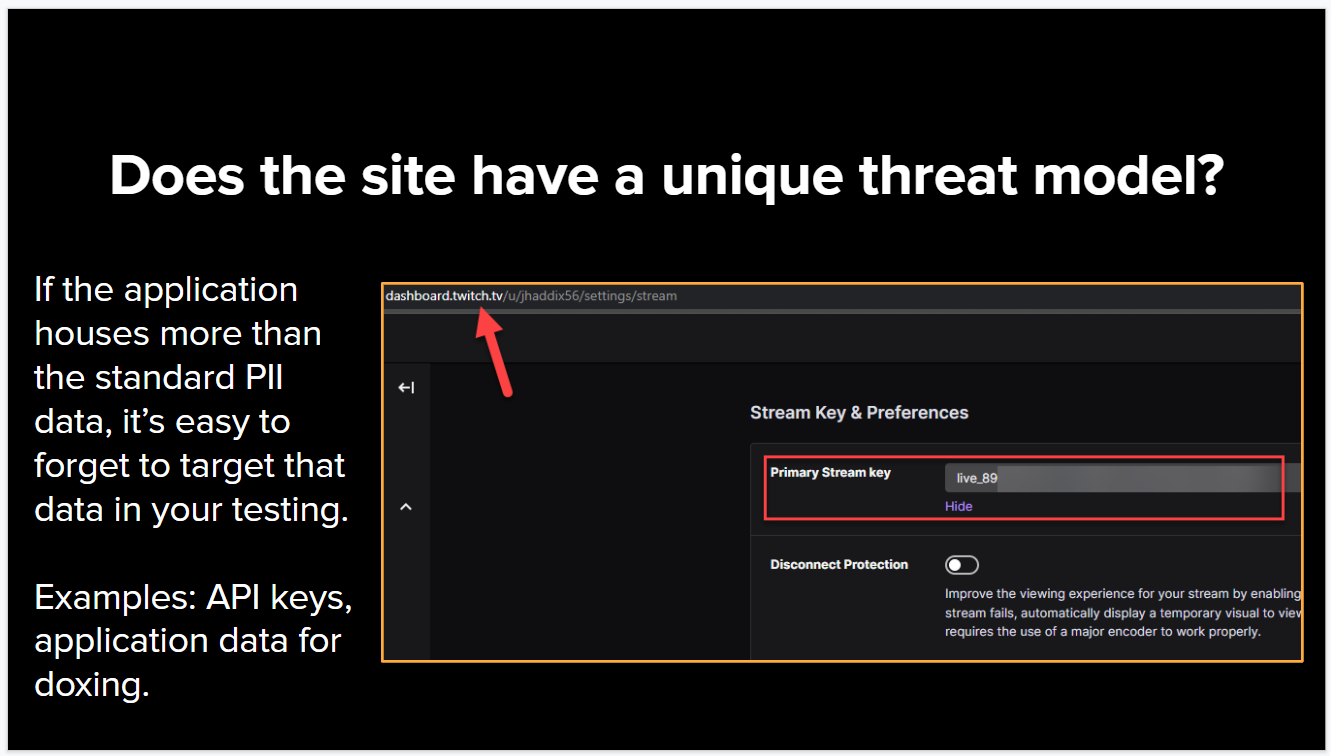 Does the site have a unique threat model?
If the application
houses more than
the standard PII
data, it’s easy to
forget to target that
data in your testing.
Examples: API keys,
application data for
doxing.
dashboard.twitch.tv/u/jhaddix56/settings/stream
Stream Key & Preferences
Primary Stream key
live_89
Hide
Disconnect Protection
Improve the viewing experience for your stream by enabling
stream fails, automatically display a temporary visual to view
requires the use of a major encoder to work properly.